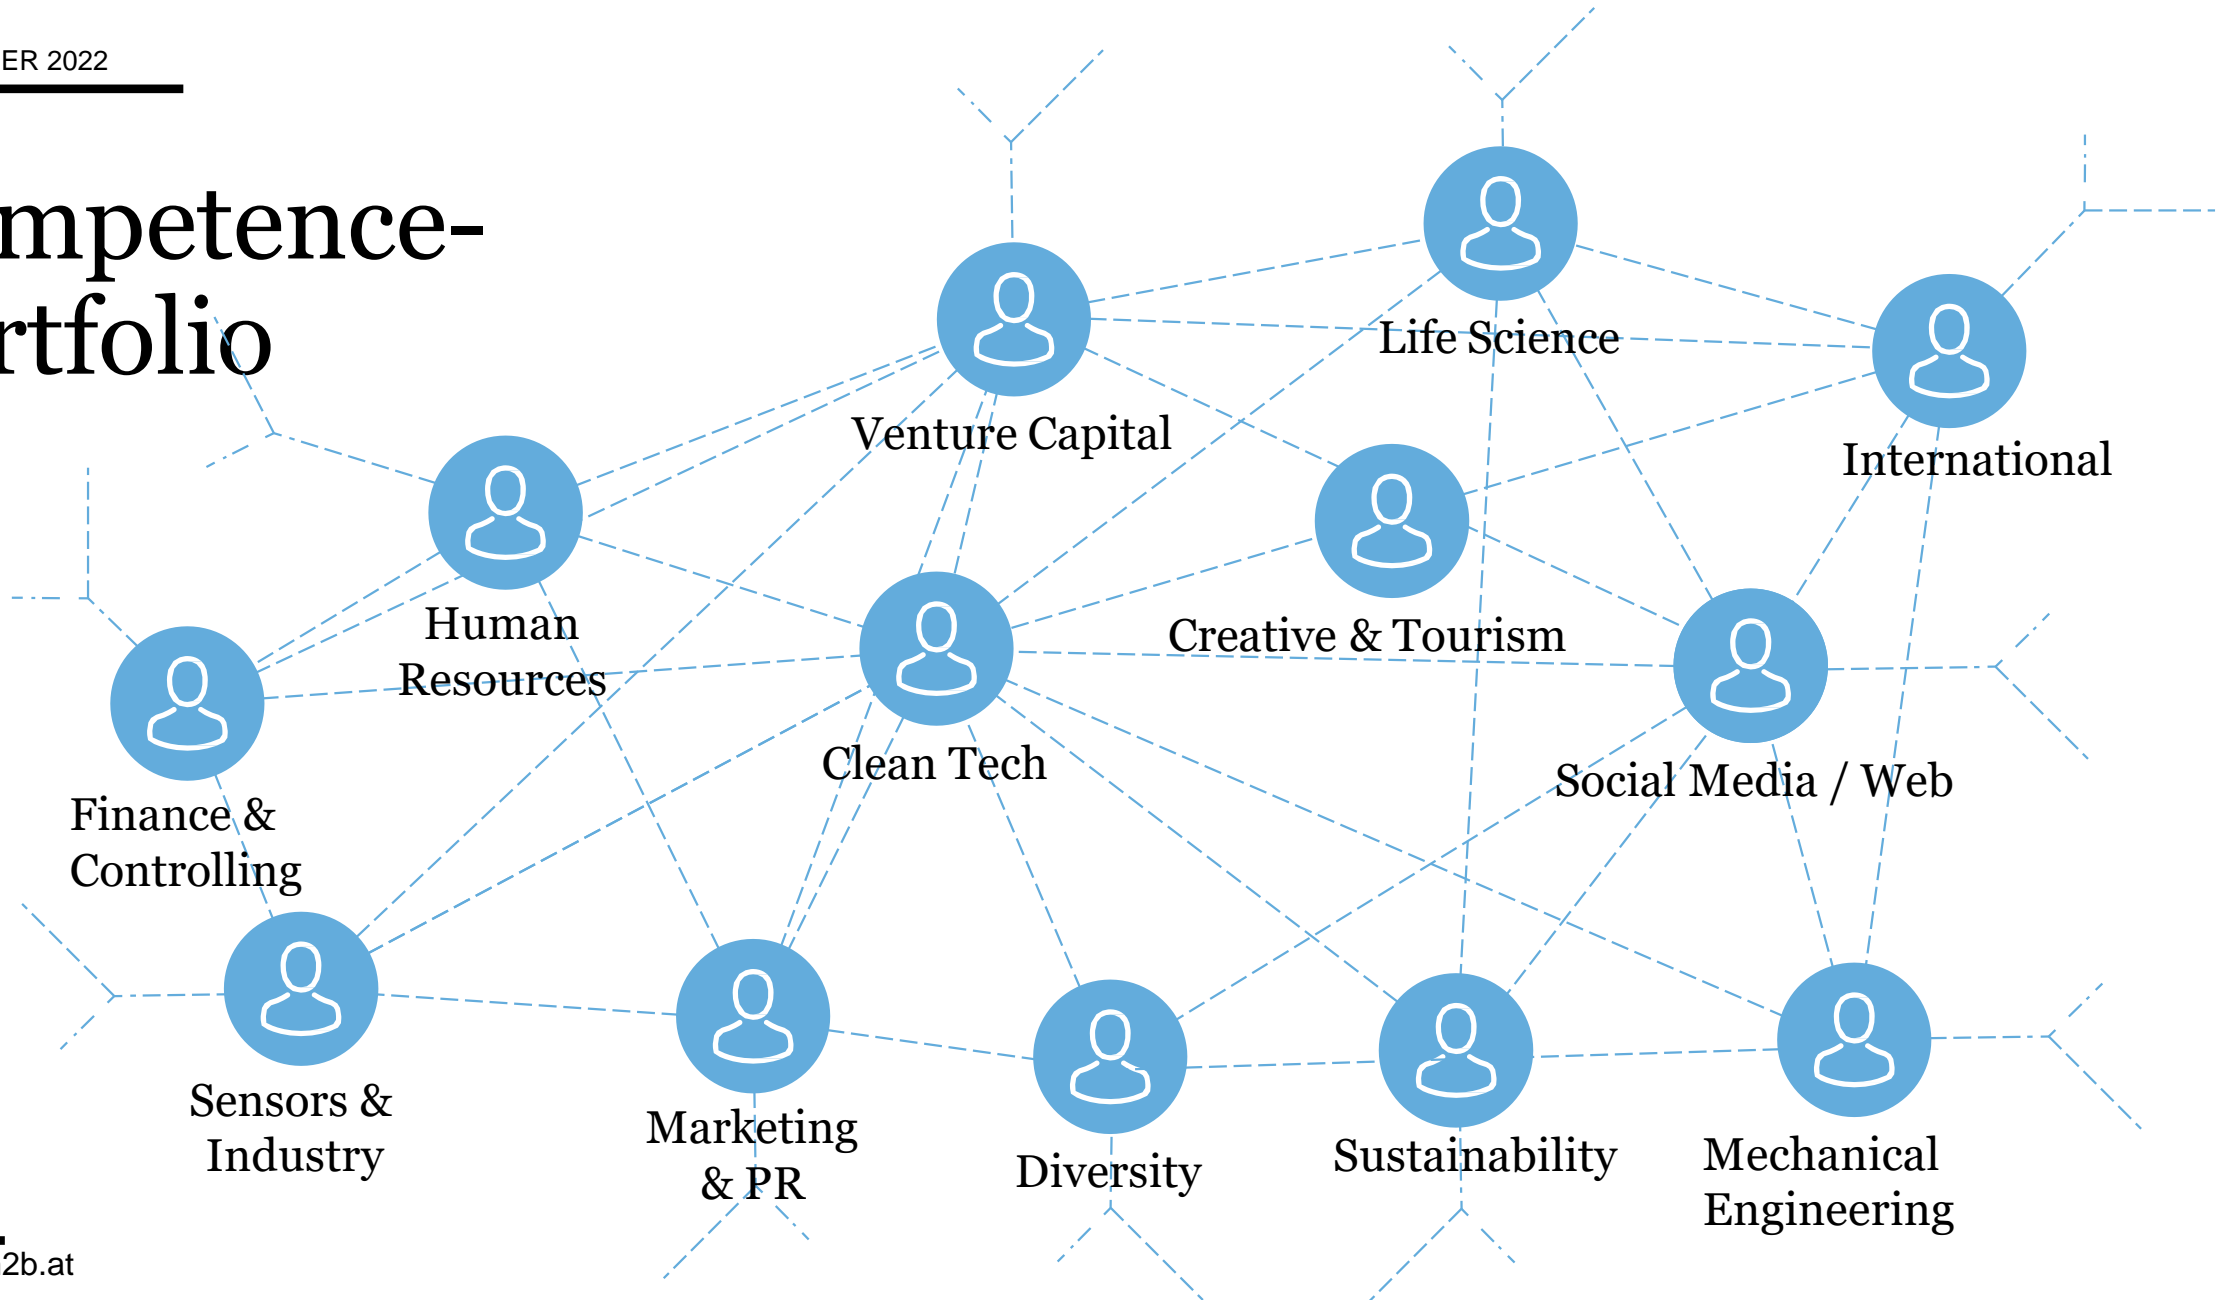 ER 2022
mpetence-
rtfolio
Life Science
Venture Capital
International
Human
Resources
Creative & Tourism
Clean Tech
Social Media / Web
Finance &
Controlling
Sensors &
Industry
Marketing
& PR
Diversity
Sustainability
Mechanical
Engineering
2b.at